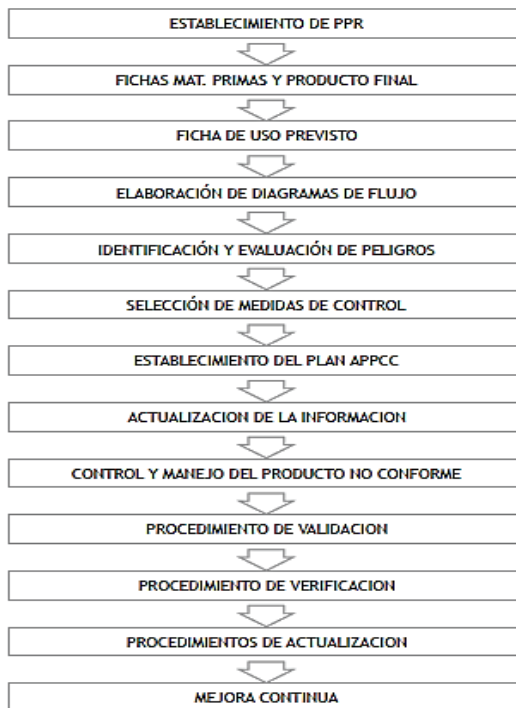 ESTABLECIMIENTO DE PPR
FICHAS MAT. PRIMAS Y PRODUCTO FINAL
FICHA DE USO PREVISTO
ELABORACIÓN DE DIAGRAMAS DE FLUJO
IDENTIFICACIÓN Y EVALUACIÓN DE PELIGROS
SELECCIÓN DE MEDIDAS DE CONTROL
ESTABLECIMIENTO DEL PLAN APPCC
ACTUALIZACION DE LA INFORMACION
CONTROL Y MANEJO DEL PRODUCTO NO CONFORME
PROCEDIMIENTO DE VALIDACION
PROCEDIMIENTO DE VERIFICACION
PROCEDIMIENTOS DE ACTUALIZACION
MEJORA CONTINUA